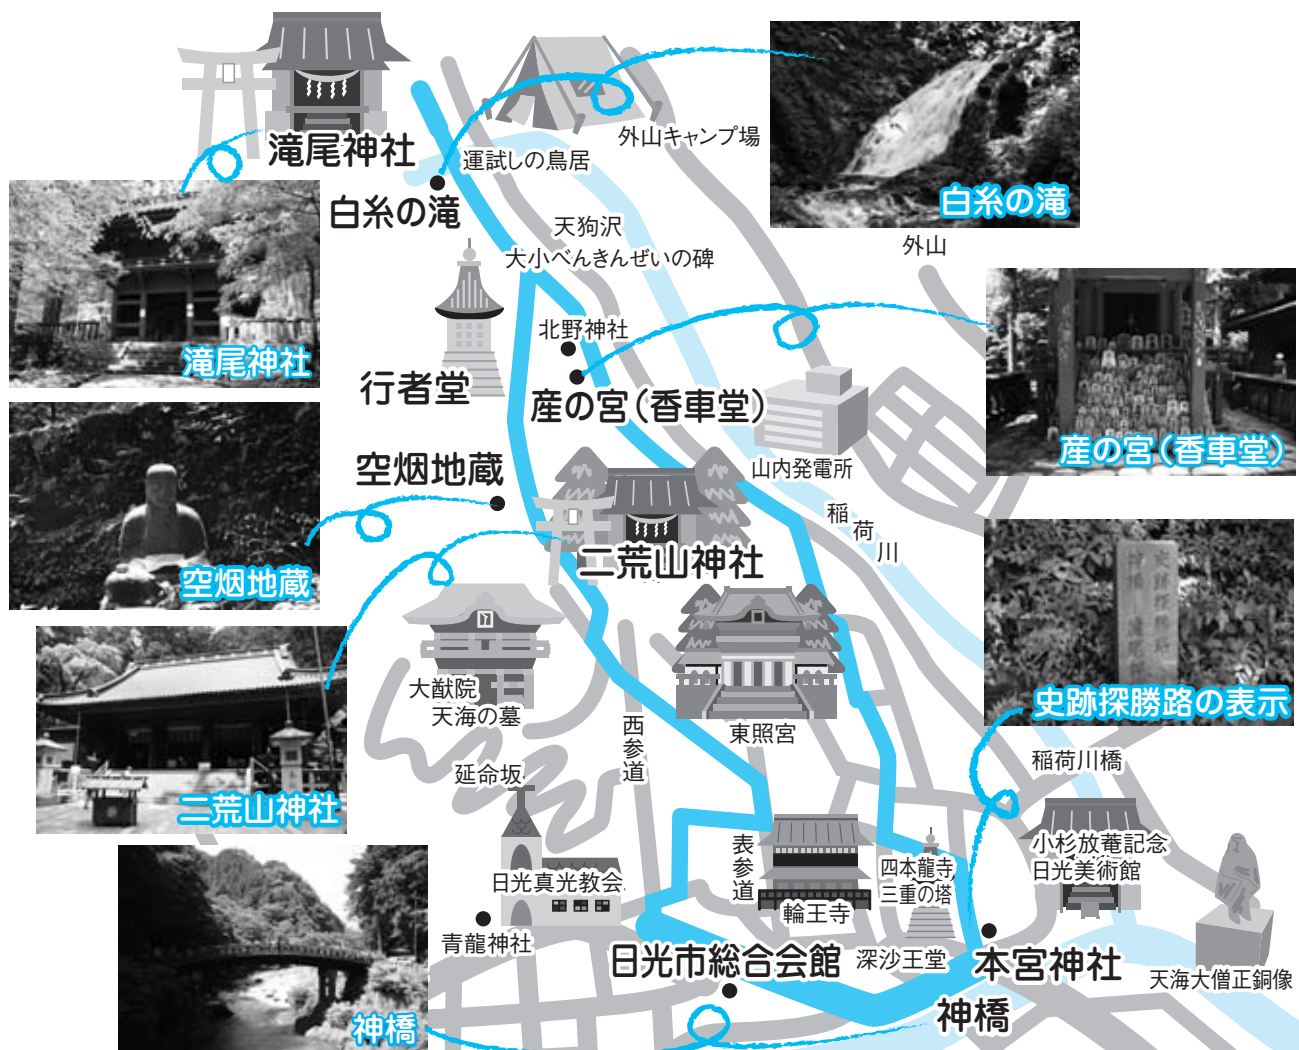 滝尾神社
外山キャンプ場
運試しの鳥居
白糸の滝
白糸の滝
天狗沢
大小べんきんぜいの碑
外山
滝尾神社
北野神社
行者堂
産の宮（香車堂）
産の宮（香車堂）
空烟地蔵
山内発電所
稲荷川
二荒山神社
空烟地蔵
大猷院
天海の墓
西参道
東照宮
史跡探勝路の表示
稲荷川橋
延命坂
二荒山神社
表参道
小杉放菴記念
日光美術館
四本龍寺
三重の塔
日光真光教会
輪王寺
青龍神社
日光市総合会館
深沙王堂
本宮神社
天海大僧正銅像
神橋
神橋